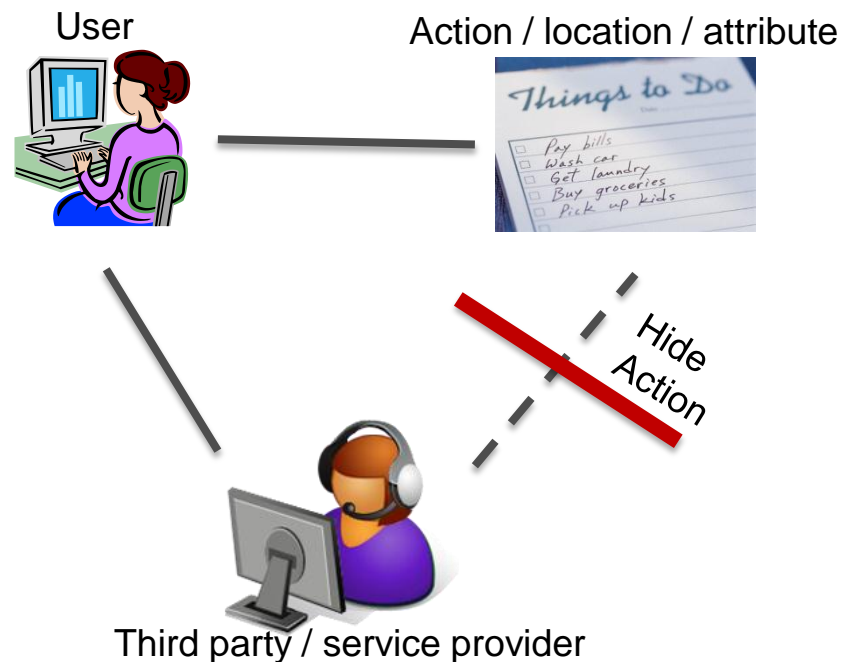 User
Action / location / attribute
Things to Do
Pay bills
Wash car
Get laundry
Buy groceries
Pick up kids
Hide
Action
Third party / service provider